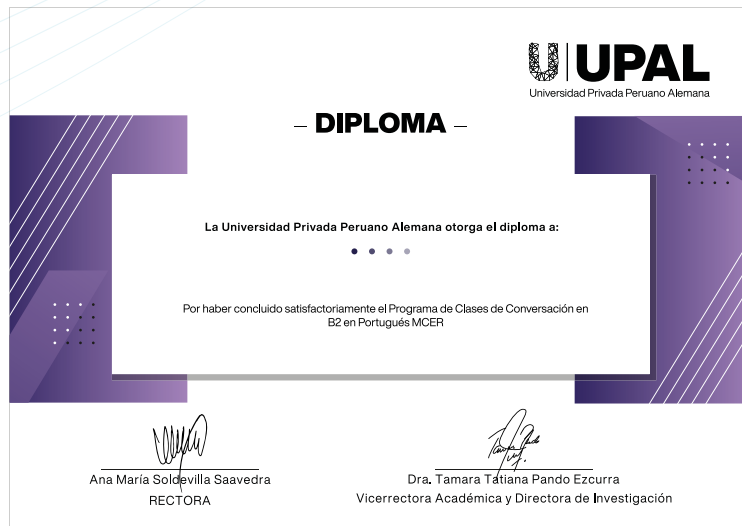 U UPAL
Universidad Privada Peruano Alemana
– DIPLOMA –
La Universidad Privada Peruano Alemana otorga el diploma a:
Por haber concluido satisfactoriamente el Programa de Clases de Conversación en
B2 en Portugués MCER
Ana María Soldevilla Saavedra
RECTORA
Dra. Tamara Tatiana Pando Ezcurra
Vicerrectora Académica y Directora de Investigación